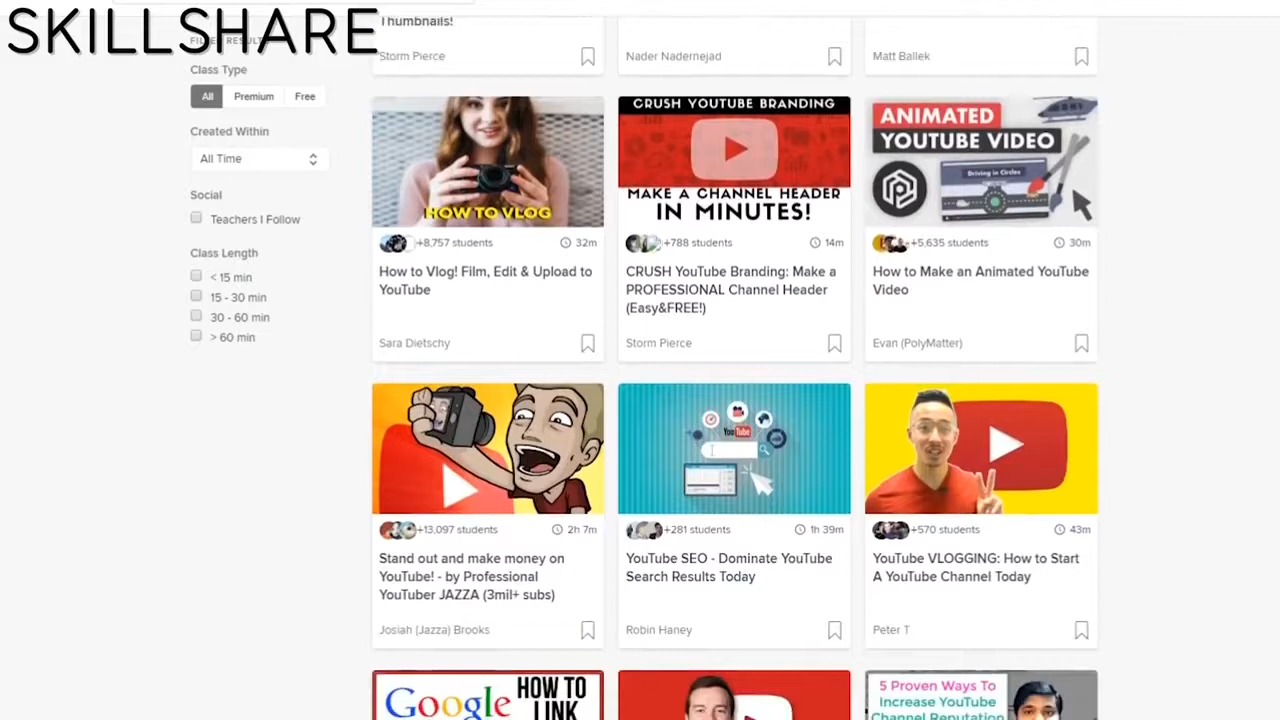 SKILLSHARE
Thumbnails!
Storm Pierce
Nader Nadernejad
Matt Ballek
Class Type
All
Premium
Free
Created Within
All Time
Social
Teachers I Follow
Class Length
< 15 min
15 - 30 min
30 - 60 min
> 60 min
HOW TO VLOG
+8,757 students
32m
How to Vlog! Film, Edit & Upload to
YouTube
Sara Dietschy
CRUSH YOUTUBE BRANDING
MAKE A CHANNEL HEADER
IN MINUTES!
+788 students
14m
CRUSH YouTube Branding: Make a
PROFESSIONAL Channel Header
(Easy&FREE!)
Storm Pierce
ANIMATED
YOUTUBE VIDEO
Driving in Circles
+5,635 students
30m
How to Make an Animated YouTube
Video
Evan (PolyMatter)
+13,097 students
2h 7m
Stand out and make money on
YouTube! - by Professional
YouTuber JAZZA (3mil+ subs)
Josiah (Jazza) Brooks
YouTube
+281 students
1h 39m
YouTube SEO - Dominate YouTube
Search Results Today
Robin Haney
+570 students
43m
YouTube VLOGGING: How to Start
A YouTube Channel Today
Peter T
Google
HOW TO
LINK
5 Proven Ways To
Increase YouTube
Channel Reputation